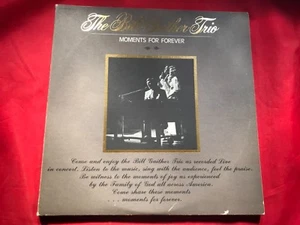 The Bill Gaither Trio
MOMENTS FOR FOREVER
Come and enjoy the Bill Gaither Trio as recorded Live
in concert. Listen to the music, sing with the audience, feel the praise.
Be witness to the moments of joy as experienced
by the Family of God all across America.
Come share these moments
. . . moments for forever.